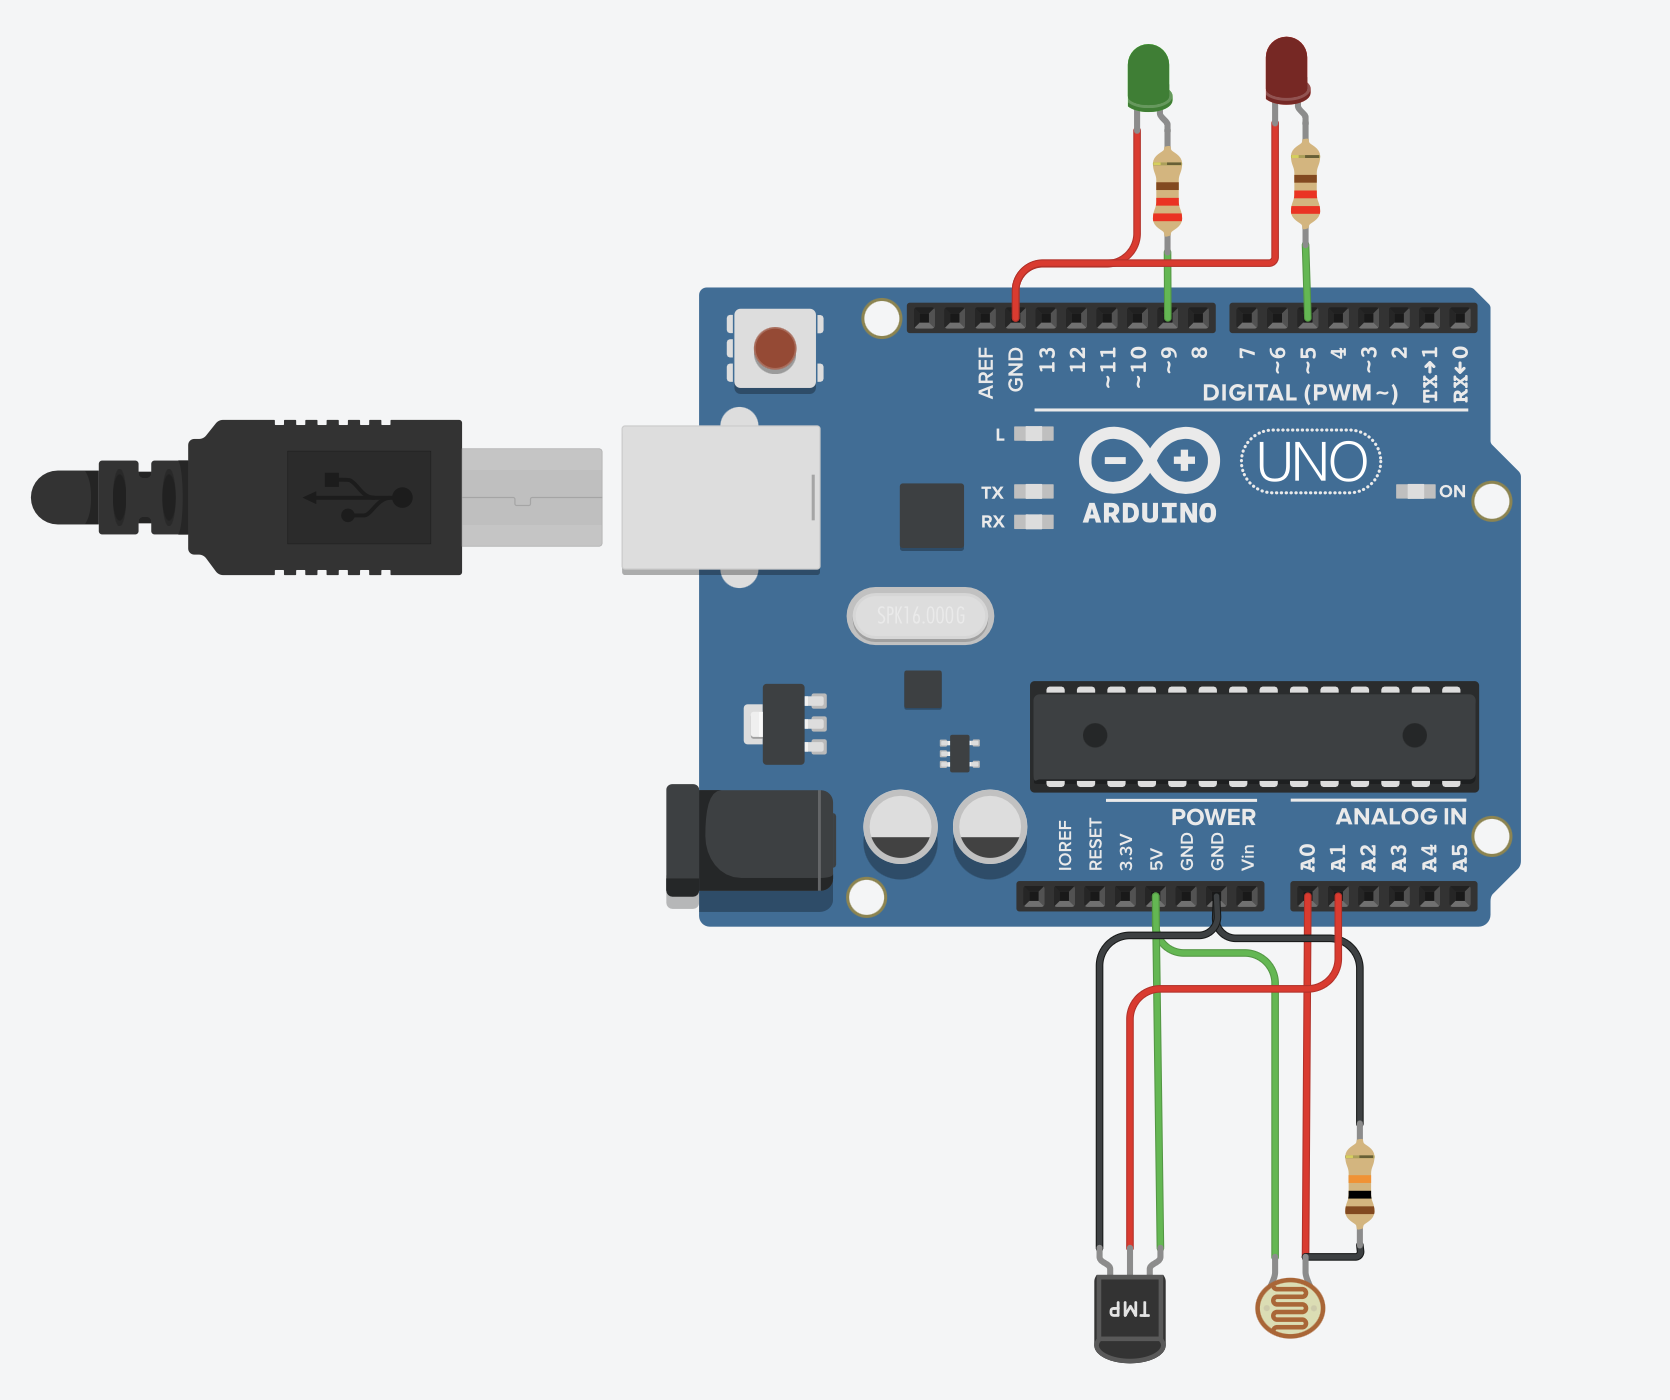 AREF
GND
13
12
~11
~10
~9
8
7
~6
~5
4
~3
2
TX→1
RX←0
DIGITAL (PWM~)
L
TX
RX
ARDUINO
UNO
ON
SPK16.000G
POWER
ANALOG IN
IOREF
RESET
3.3V
5V
GND
GND
Vin
A0
A1
A2
A3
A4
A5
TMP